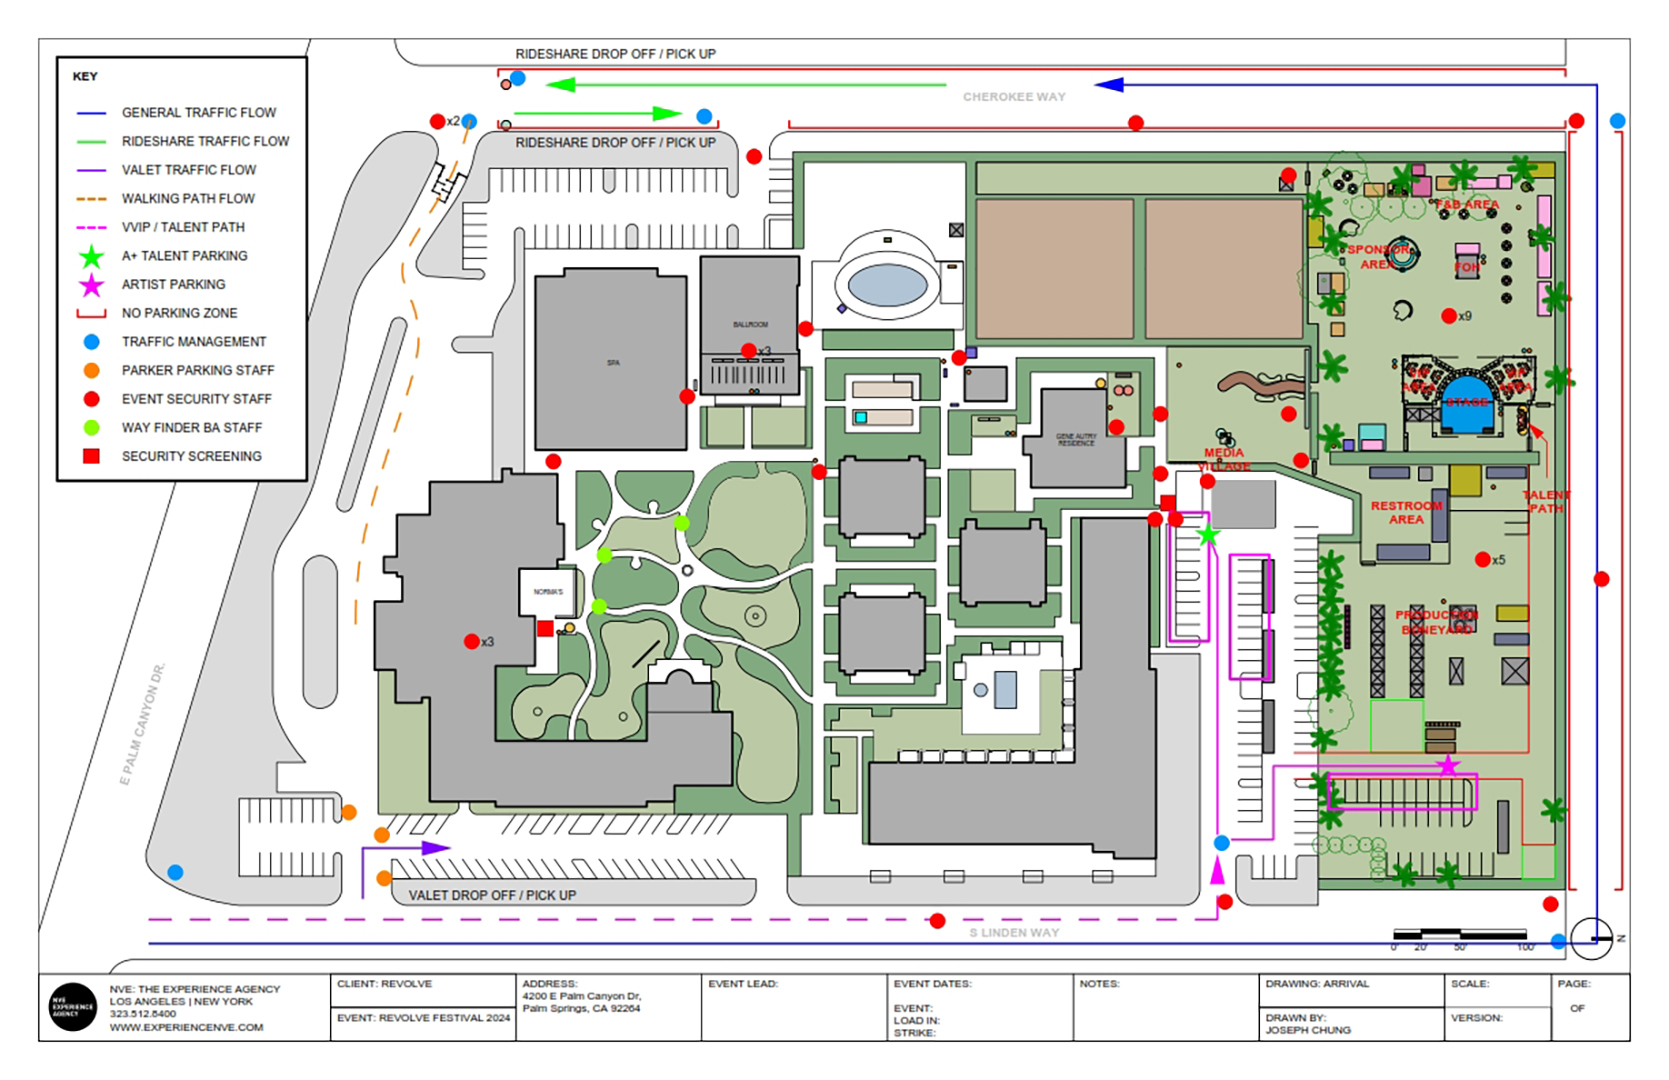 RIDESHARE DROP OFF / PICK UP
KEY
GENERAL TRAFFIC FLOW
RIDESHARE TRAFFIC FLOW
VALET TRAFFIC FLOW
WALKING PATH FLOW
VVIP / TALENT PATH
A+ TALENT PARKING
ARTIST PARKING
NO PARKING ZONE
TRAFFIC MANAGEMENT
PARKER PARKING STAFF
EVENT SECURITY STAFF
WAY FINDER BA STAFF
SECURITY SCREENING
CHEROKEE WAY
x2
RIDESHARE DROP OFF / PICK UP
F&B AREA
SPONSOR
AREA
FOH
x9
BALLROOM
x3
SPA
AREA
AREA
STAGE
GENE AUTRY
RESIDENCE
MEDIA
VILLAGE
TALENT
PATH
RESTROOM
AREA
x5
NORMA'S
x3
PRODUCTION
BONEYARD
E PALM CANYON DR.
VALET DROP OFF / PICK UP
S LINDEN WAY
0' 20' 50' 100'
N
NVE EXPERIENCE AGENCY
NVE: THE EXPERIENCE AGENCY
LOS ANGELES | NEW YORK
323.512.8400
WWW.EXPERIENCENVE.COM
CLIENT: REVOLVE
EVENT: REVOLVE FESTIVAL 2024
ADDRESS:
4200 E Palm Canyon Dr,
Palm Springs, CA 92264
EVENT LEAD:
EVENT DATES:
EVENT:
LOAD IN:
STRIKE:
NOTES:
DRAWING: ARRIVAL
DRAWN BY:
JOSEPH CHUNG
SCALE:
VERSION:
PAGE:
OF